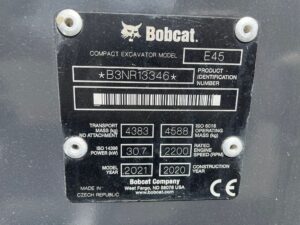 Bobcat.
COMPACT EXCAVATOR MODEL E45
*B3NR13346* PRODUCT IDENTIFICATION NUMBER
TRANSPORT MASS (kg) NO ATTACHMENT 4383 4588 ISO 6016 OPERATING MASS (kg)
ISO 14396 POWER (kW) 30.7 2200 RATED ENGINE SPEED (RPM)
MODEL YEAR 2021 2020 CONSTRUCTION YEAR
MADE IN CZECH REPUBLIC
Bobcat Company
West Fargo, ND 58078 USA
www.bobcat.com
CE